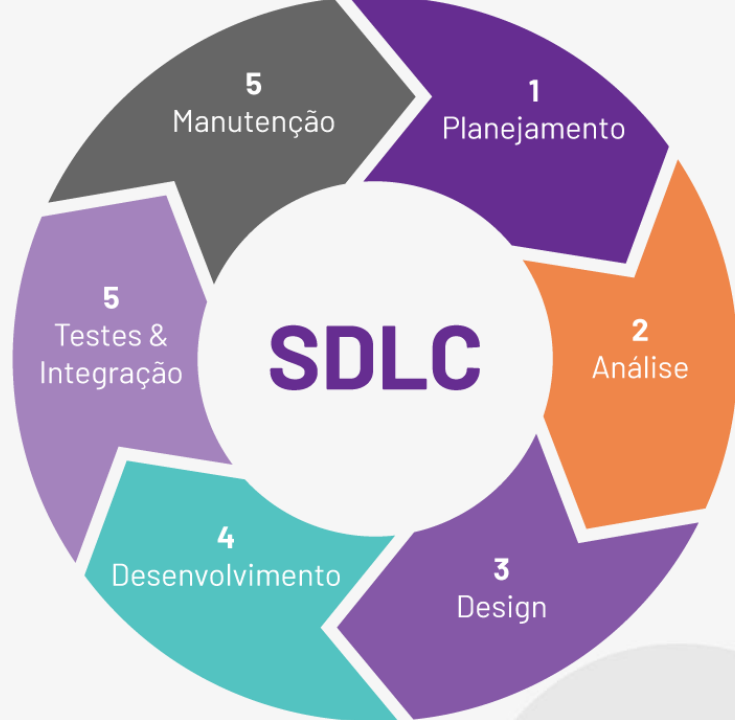 SDLC
1
Planejamento
2
Análise
3
Design
4
Desenvolvimento
5
Testes &
Integração
5
Manutenção